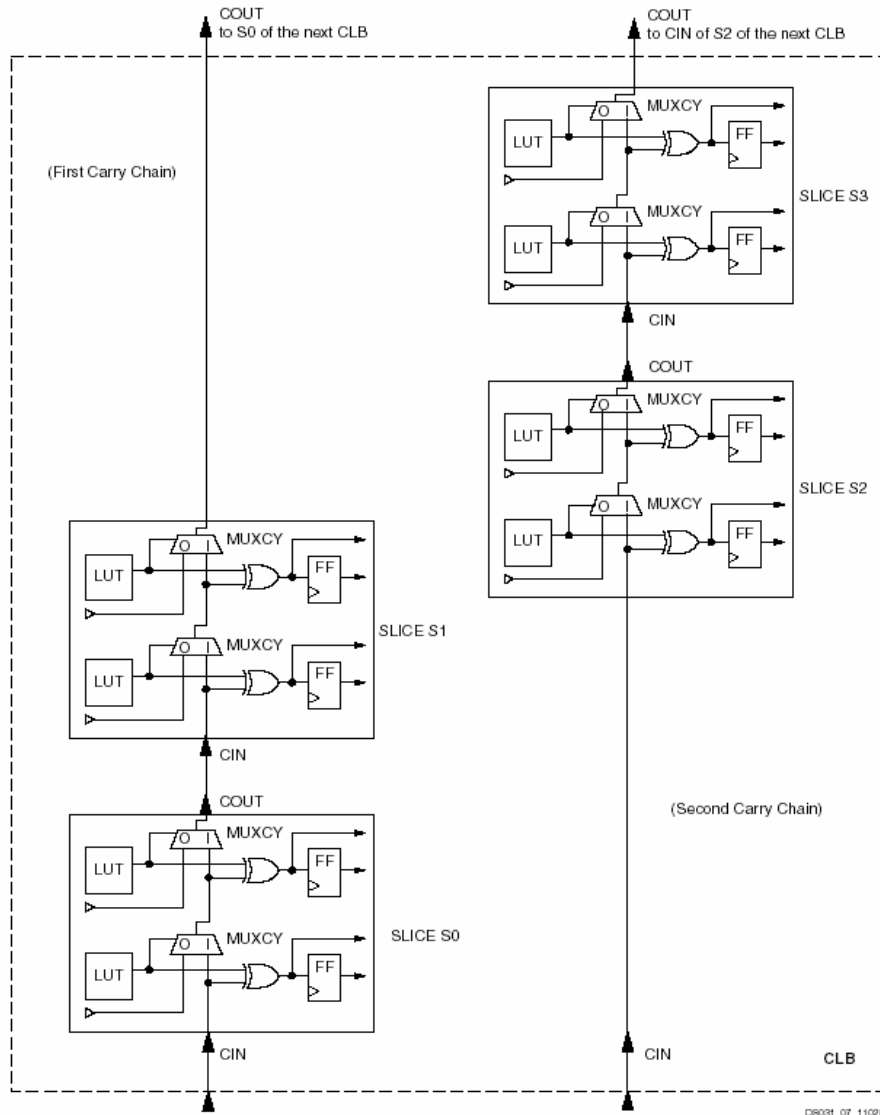 COUT
to S0 of the next CLB
COUT
to CIN of S2 of the next CLB
(First Carry Chain)
O I MUXCY
LUT
FF
SLICE S3
O I MUXCY
LUT
FF
CIN
COUT
O I MUXCY
LUT
FF
SLICE S2
O I MUXCY
LUT
FF
O I MUXCY
LUT
FF
SLICE S1
O I MUXCY
LUT
FF
CIN
COUT
(Second Carry Chain)
O I MUXCY
LUT
FF
SLICE S0
O I MUXCY
LUT
FF
CIN
CIN
CLB